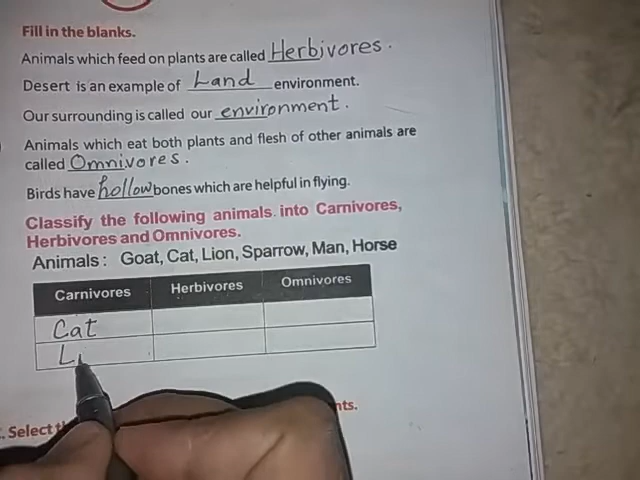 Fill in the blanks.
Animals which feed on plants are called Herbivores.
Desert is an example of Land environment.
Our surrounding is called our environment.
Animals which eat both plants and flesh of other animals are
called Omnivores.
Birds have hollow bones which are helpful in flying.
Classify the following animals into Carnivores,
Herbivores and Omnivores.
Animals: Goat, Cat, Lion, Sparrow, Man, Horse
Carnivores Herbivores Omnivores
Cat
L
Select